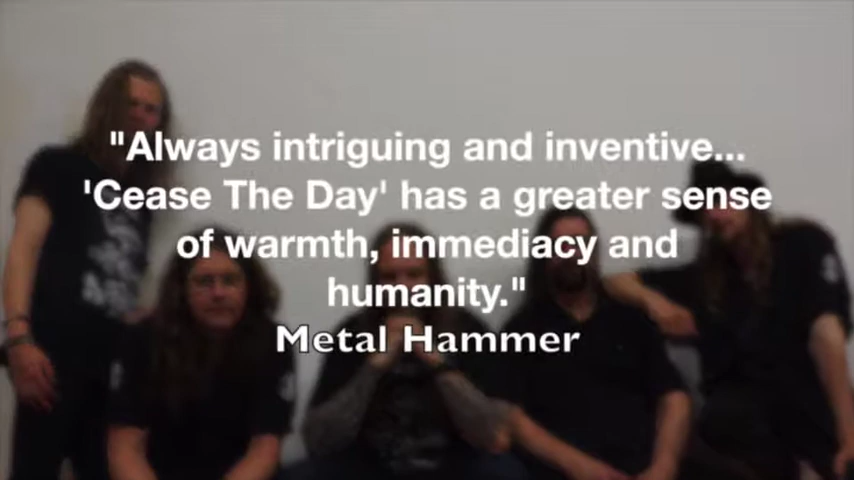 "Always intriguing and inventive...
'Cease The Day' has a greater sense
of warmth, immediacy and
humanity."
Metal Hammer